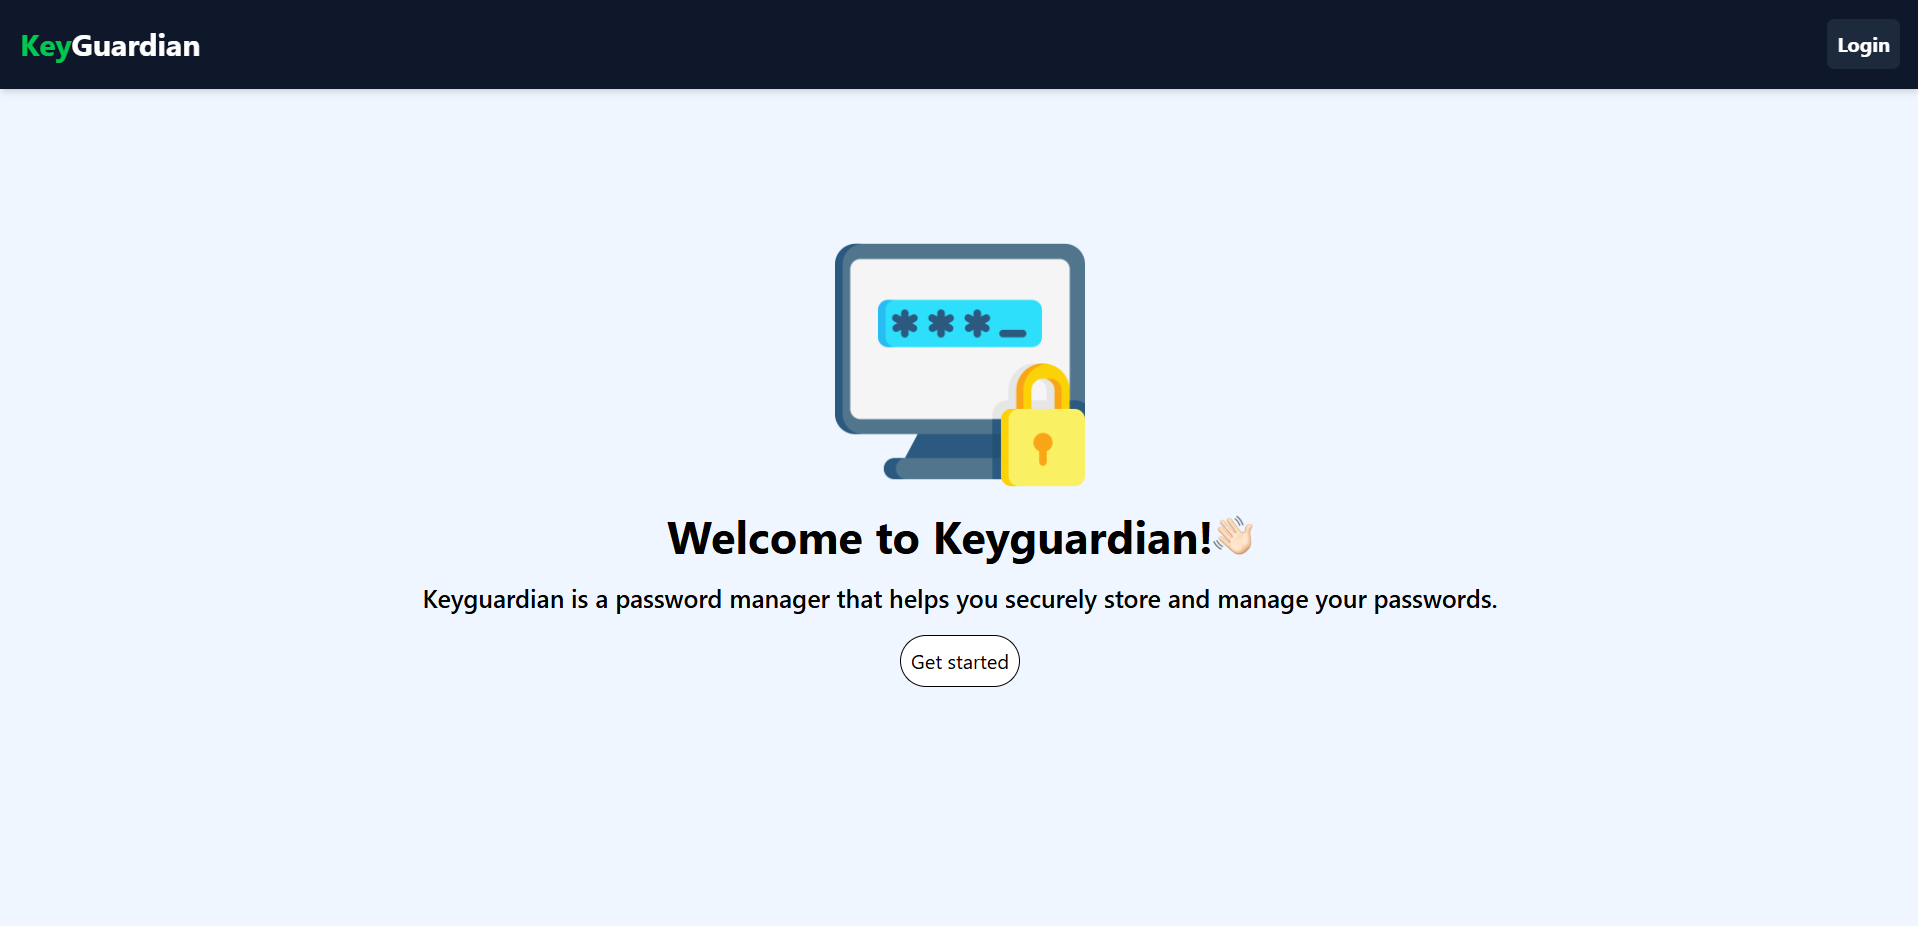 KeyGuardian
Login
***_
Welcome to Keyguardian!👋🏻
Keyguardian is a password manager that helps you securely store and manage your passwords.
Get started